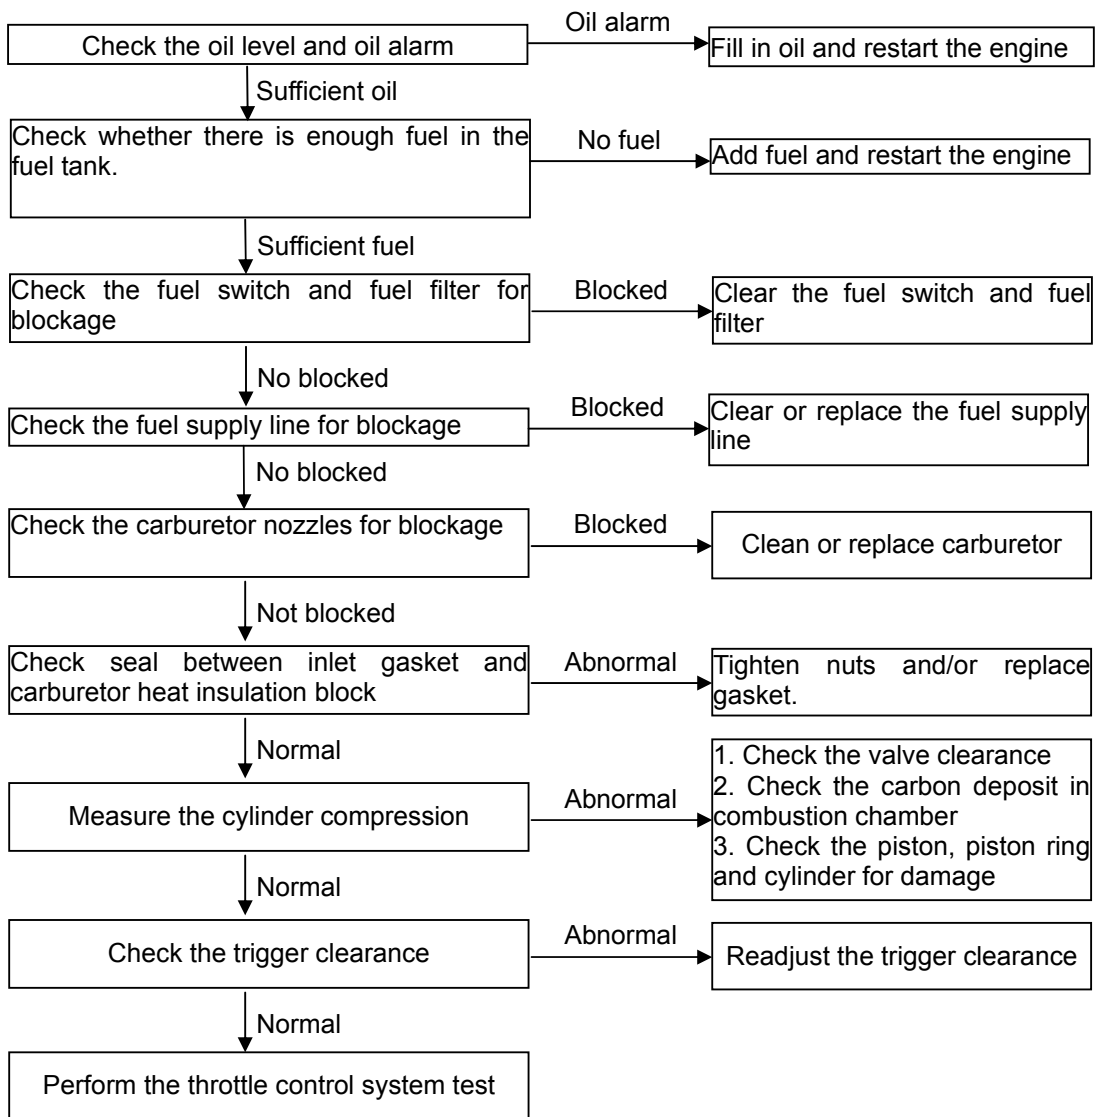 Oil alarm
Check the oil level and oil alarm
Fill in oil and restart the engine
Sufficient oil
Check whether there is enough fuel in the
fuel tank.
No fuel
Add fuel and restart the engine
Sufficient fuel
Check the fuel switch and fuel filter for
blockage
Blocked
Clear the fuel switch and fuel
filter
No blocked
Check the fuel supply line for blockage
Blocked
Clear or replace the fuel supply
line
No blocked
Check the carburetor nozzles for blockage
Blocked
Clean or replace carburetor
Not blocked
Check seal between inlet gasket and
carburetor heat insulation block
Abnormal
Tighten nuts and/or replace
gasket.
Normal
Measure the cylinder compression
Abnormal
1. Check the valve clearance
2. Check the carbon deposit in
combustion chamber
3. Check the piston, piston ring
and cylinder for damage
Normal
Check the trigger clearance
Abnormal
Readjust the trigger clearance
Normal
Perform the throttle control system test